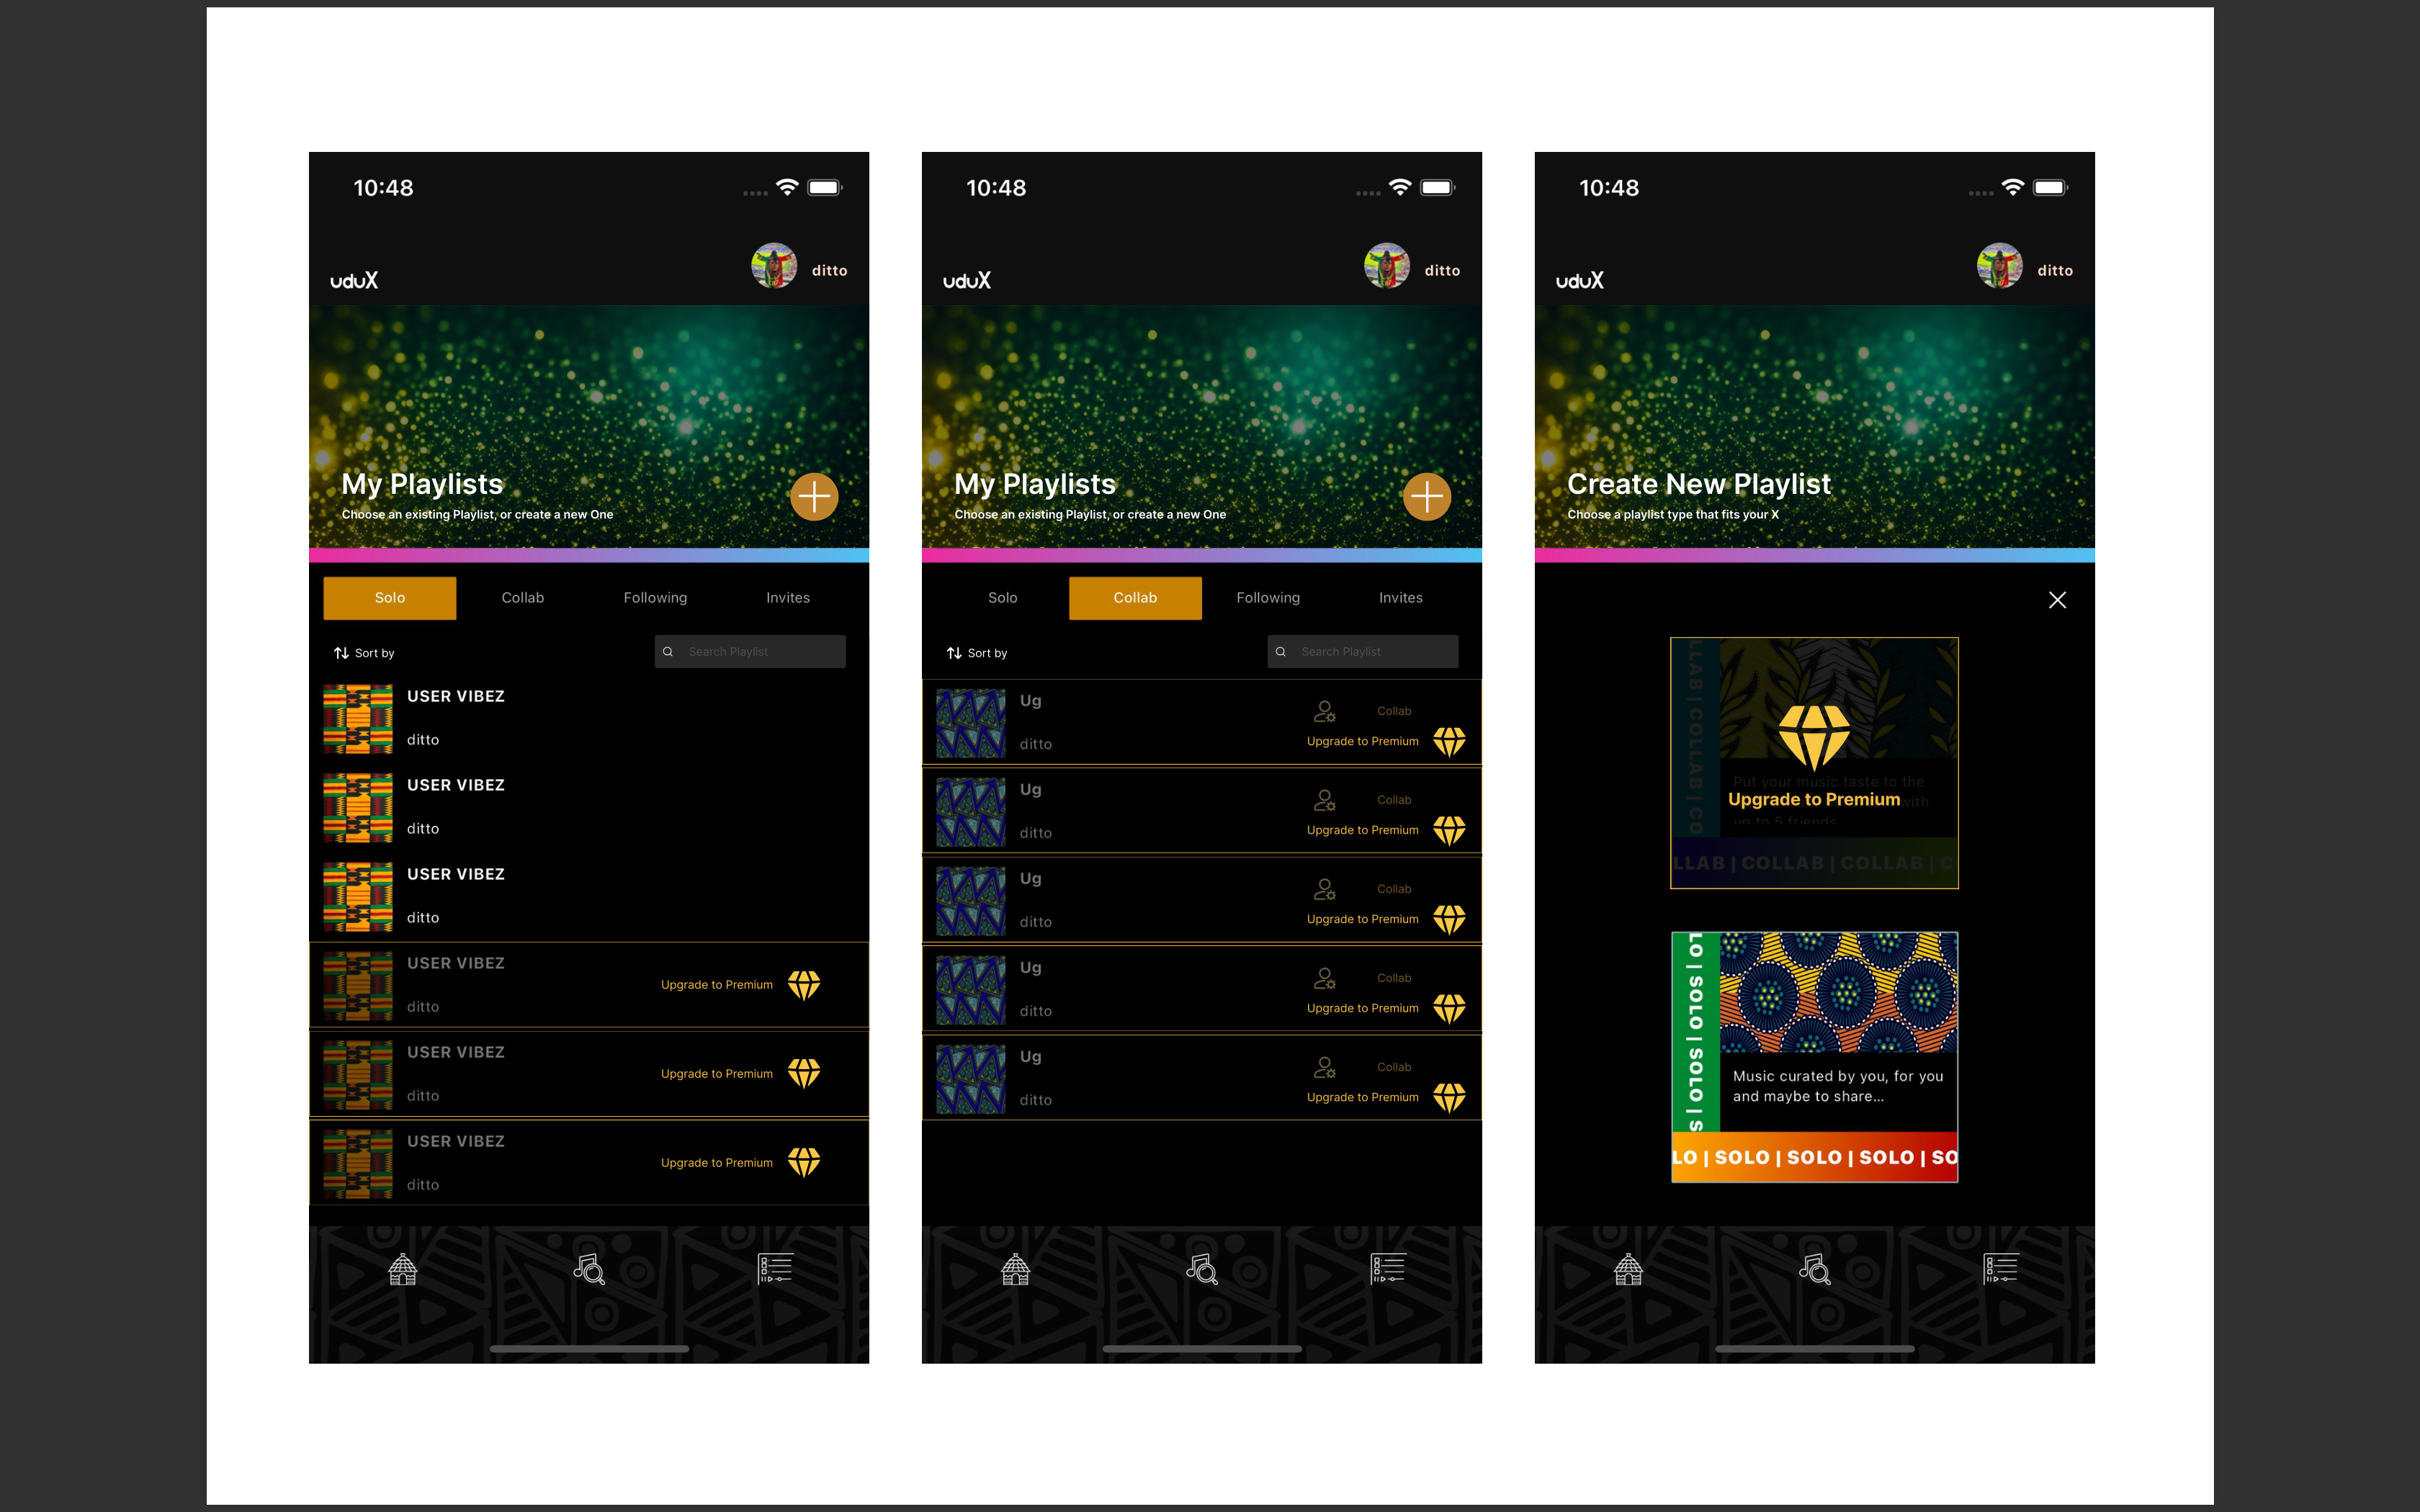 10:48
uduX
ditto
My Playlists
Choose an existing Playlist, or create a new One
Solo Collab Following Invites
Sort by
Search Playlist
USER VIBEZ
ditto
USER VIBEZ
ditto
USER VIBEZ
ditto
USER VIBEZ
Upgrade to Premium
ditto
USER VIBEZ
Upgrade to Premium
ditto
USER VIBEZ
Upgrade to Premium
ditto
10:48
uduX
ditto
My Playlists
Choose an existing Playlist, or create a new One
Solo Collab Following Invites
Sort by
Search Playlist
Ug
Collab
ditto
Upgrade to Premium
Ug
Collab
ditto
Upgrade to Premium
Ug
Collab
ditto
Upgrade to Premium
Ug
Collab
ditto
Upgrade to Premium
Ug
Collab
ditto
Upgrade to Premium
10:48
uduX
ditto
Create New Playlist
Choose a playlist type that fits your X
LLAB | COLLAB | CO
Put your music taste to the
with
up to 5 friends
Upgrade to Premium
LLAB | COLLAB | COLLAB | C
LO | SOLO | SOLO | S
Music curated by you, for you
and maybe to share...
LO | SOLO | SOLO | SOLO | SO